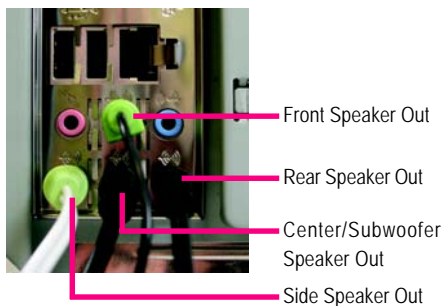 Front Speaker Out
Rear Speaker Out
Center/Subwoofer
Speaker Out
Side Speaker Out